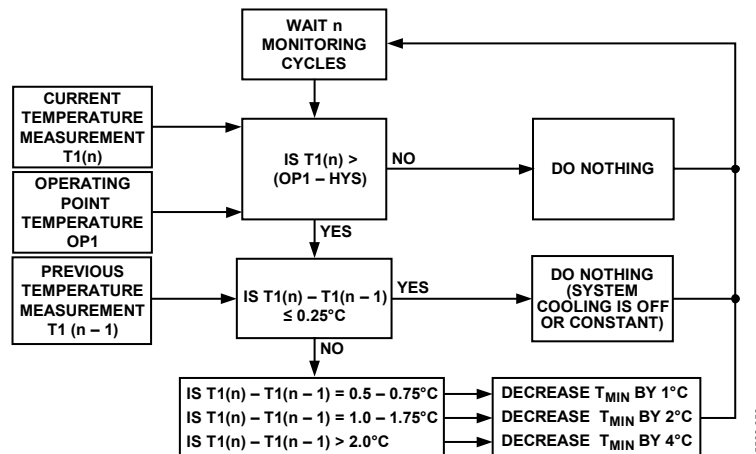 WAIT n
MONITORING
CYCLES
CURRENT
TEMPERATURE
MEASUREMENT
T1(n)
IS T1(n) >
(OP1 – HYS)
NO
DO NOTHING
OPERATING
POINT
TEMPERATURE
OP1
YES
PREVIOUS
TEMPERATURE
MEASUREMENT
T1 (n – 1)
IS T1(n) – T1(n – 1)
≤ 0.25°C
YES
DO NOTHING
(SYSTEM
COOLING IS OFF
OR CONSTANT)
NO
IS T1(n) – T1(n – 1) = 0.5 – 0.75°C
DECREASE TMIN BY 1°C
IS T1(n) – T1(n – 1) = 1.0 – 1.75°C
DECREASE TMIN BY 2°C
IS T1(n) – T1(n – 1) > 2.0°C
DECREASE TMIN BY 4°C